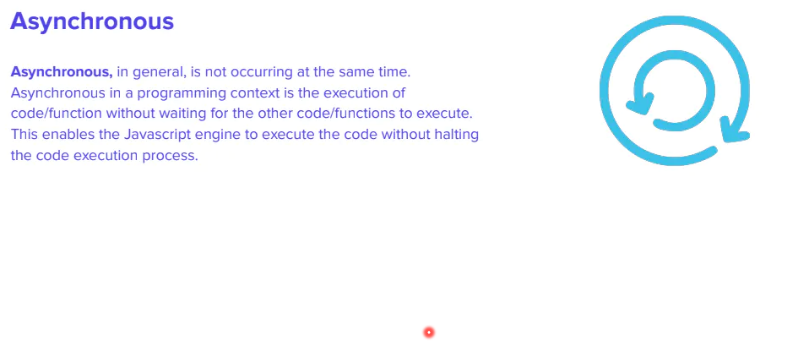 Asynchronous
Asynchronous, in general, is not occurring at the same time.
Asynchronous in a programming context is the execution of
code/function without waiting for the other code/functions to execute.
This enables the Javascript engine to execute the code without halting
the code execution process.